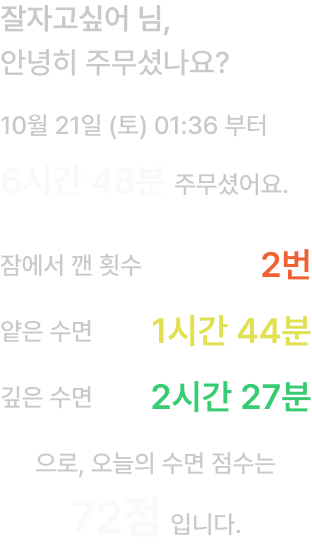 잘자고싶어 님,
안녕히 주무셨나요?
10월 21일 (토) 01:36 부터
6시간 48분 주무셨어요.
잠에서 깬 횟수 2번
얕은 수면 1시간 44분
깊은 수면 2시간 27분
으로, 오늘의 수면 점수는
72점 입니다.